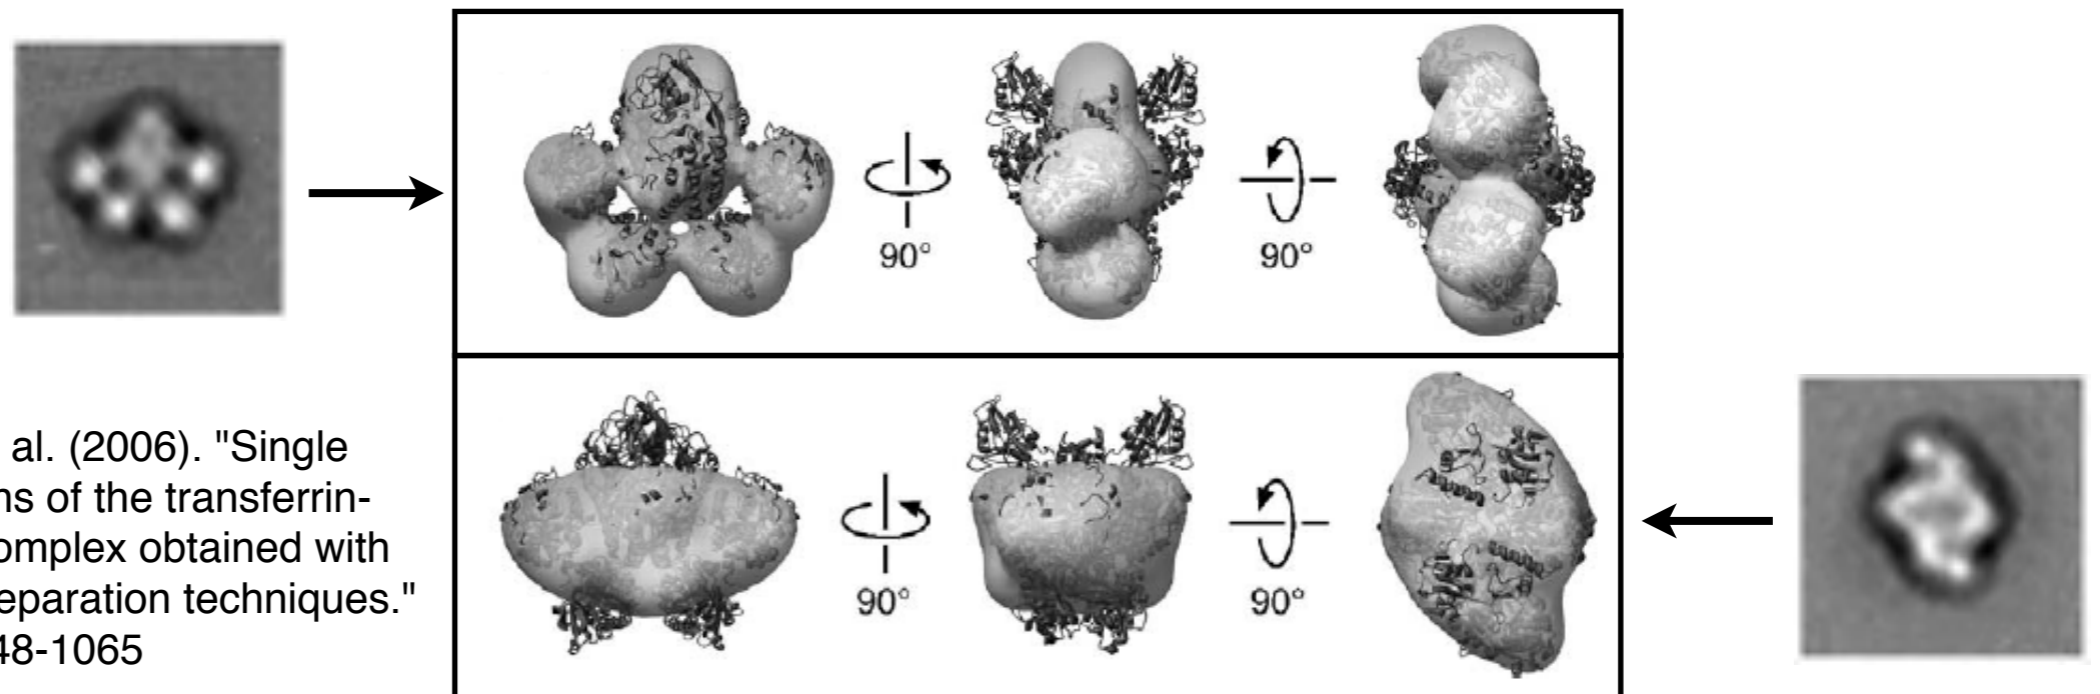 90°
90°
90°
90°
al. (2006). "Single
ns of the transferrin-
omplex obtained with
eparation techniques."
48-1065